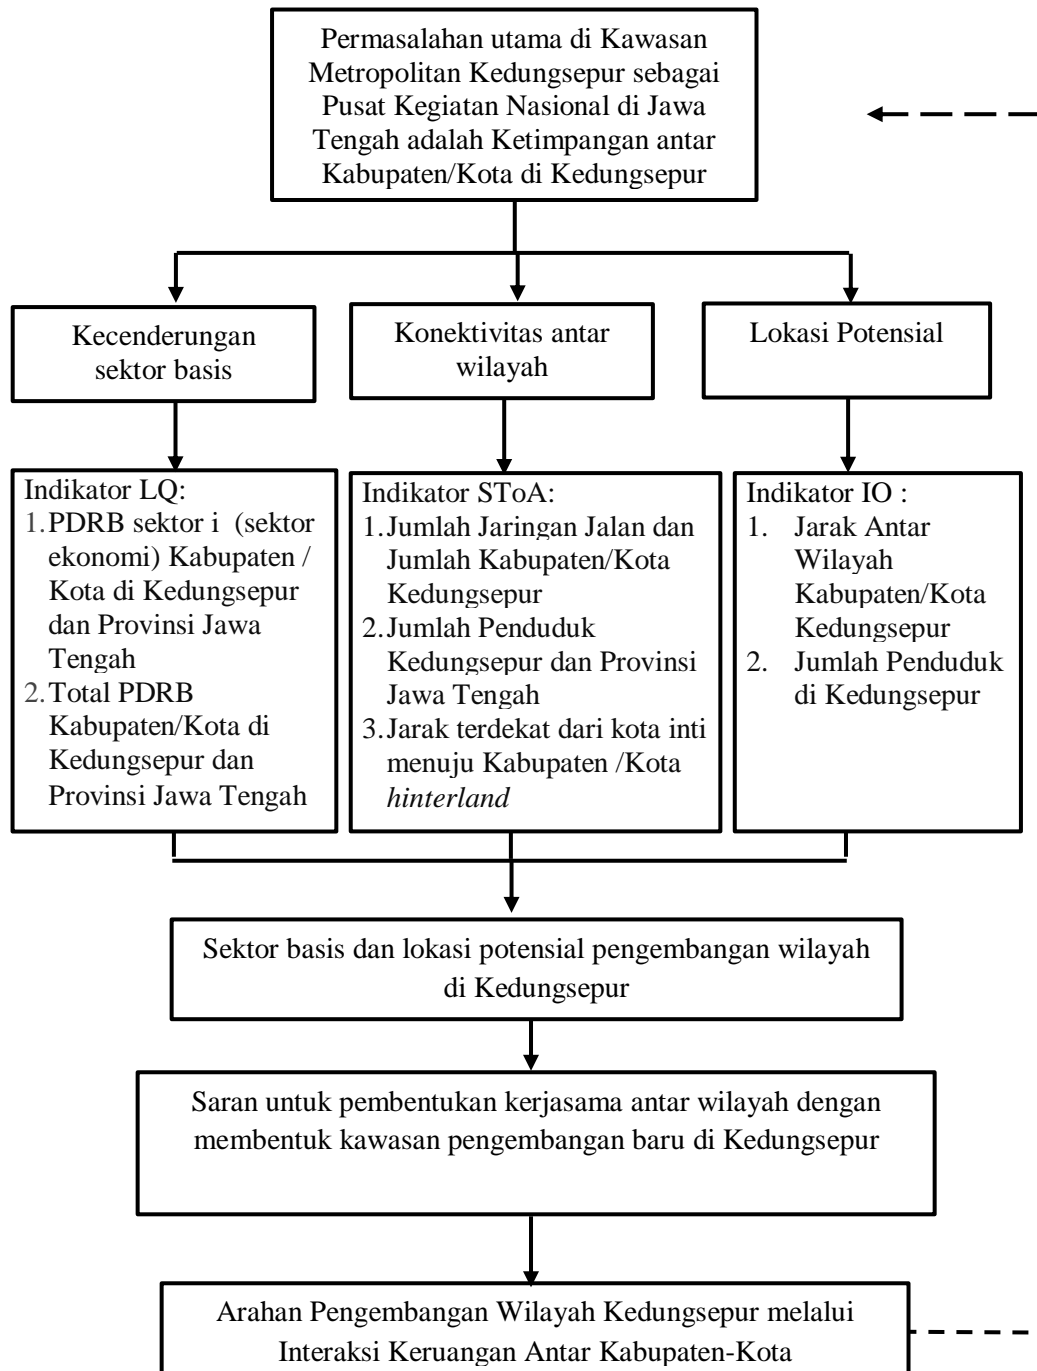 Permasalahan utama di Kawasan
Metropolitan Kedungsepur sebagai
Pusat Kegiatan Nasional di Jawa
Tengah adalah Ketimpangan antar
Kabupaten/Kota di Kedungsepur
Kecenderungan
sektor basis
Konektivitas antar
wilayah
Lokasi Potensial
Indikator LQ:
1. PDRB sektor i (sektor
ekonomi) Kabupaten /
Kota di Kedungsepur
dan Provinsi Jawa
Tengah
2. Total PDRB
Kabupaten/Kota di
Kedungsepur dan
Provinsi Jawa Tengah
Indikator SToA:
1. Jumlah Jaringan Jalan dan
Jumlah Kabupaten/Kota
Kedungsepur
2. Jumlah Penduduk
Kedungsepur dan Provinsi
Jawa Tengah
3. Jarak terdekat dari kota inti
menuju Kabupaten /Kota
hinterland
Indikator IO :
1. Jarak Antar
Wilayah
Kabupaten/Kota
Kedungsepur
2. Jumlah Penduduk
di Kedungsepur
Sektor basis dan lokasi potensial pengembangan wilayah
di Kedungsepur
Saran untuk pembentukan kerjasama antar wilayah dengan
membentuk kawasan pengembangan baru di Kedungsepur
Arahan Pengembangan Wilayah Kedungsepur melalui
Interaksi Keruangan Antar Kabupaten-Kota